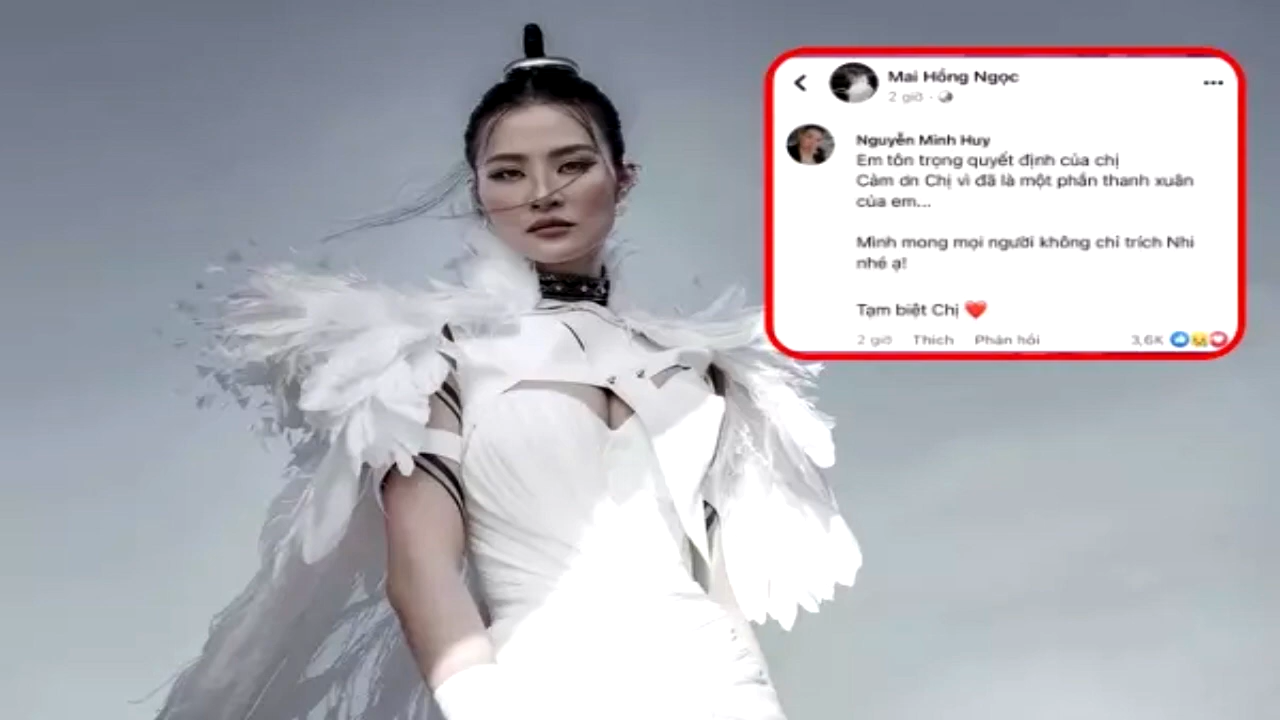 Mai Hồng Ngọc
2 giờ ·
Nguyễn Minh Huy
Em tôn trọng quyết định của chị
Cảm ơn Chị vì đã là một phần thanh xuân
của em...
Mình mong mọi người không chỉ trích Nhi
nhé ạ!
Tạm biệt Chị ❤️
2 giờ Thích Phản hồi 3,6K